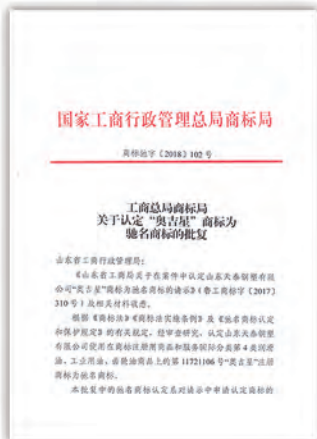 国家工商行政管理总局商标局
商标驰字〔2018〕102号
工商总局商标局
关于认定“奥吉星”商标为
驰名商标的批复
山东省工商行政管理局:
《山东省工商局关于在案件中认定山东天泰钢塑有
限公司“奥吉星”商标为驰名商标的请示》(鲁工商标字〔2017〕
310号)及相关材料收悉。
根据《商标法》《商标法实施条例》及《驰名商标认定
和保护规定》的有关规定,经审查研究,认定山东天泰钢塑
有限公司使用在商标注册用商品和服务国际分类第4类润滑
油、工业用油、齿轮油商品上的第11721106号“奥吉星”注册
商标为驰名商标。
本批复中的驰名商标认定系对请示中申请认定商标的